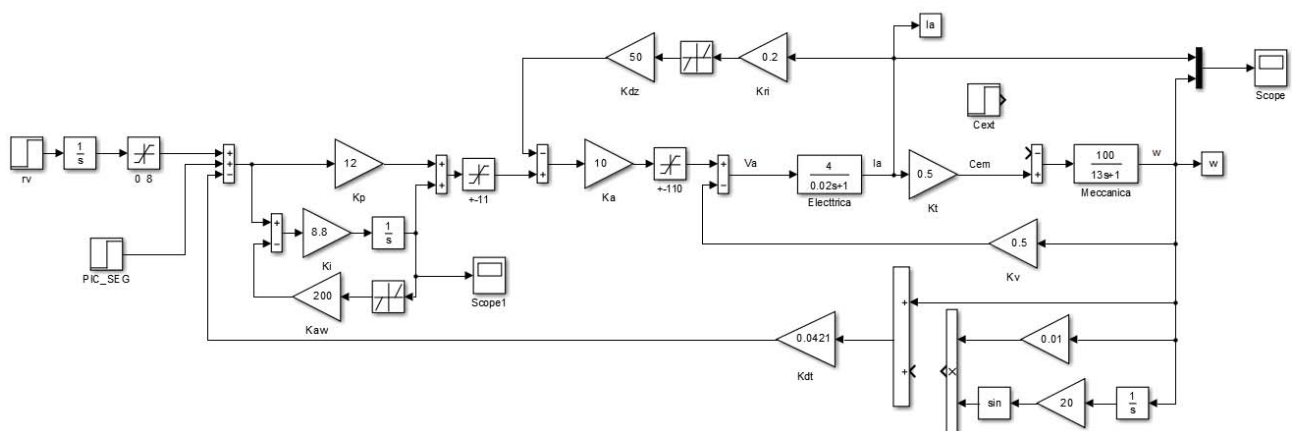 Ia
50
0.2
Kdz
Kri
Scope
Cext
1
s
rv
0 8
12
Kp
+-11
10
Ka
+-110
Va
4
0.02s+1
Electtrica
Ia
0.5
Kt
Cem
100
13s+1
Meccanica
w
w
PIC_SEG
8.8
Ki
1
s
200
Kaw
Scope1
0.5
Kv
0.0421
Kdt
0.01
sin
20
1
s